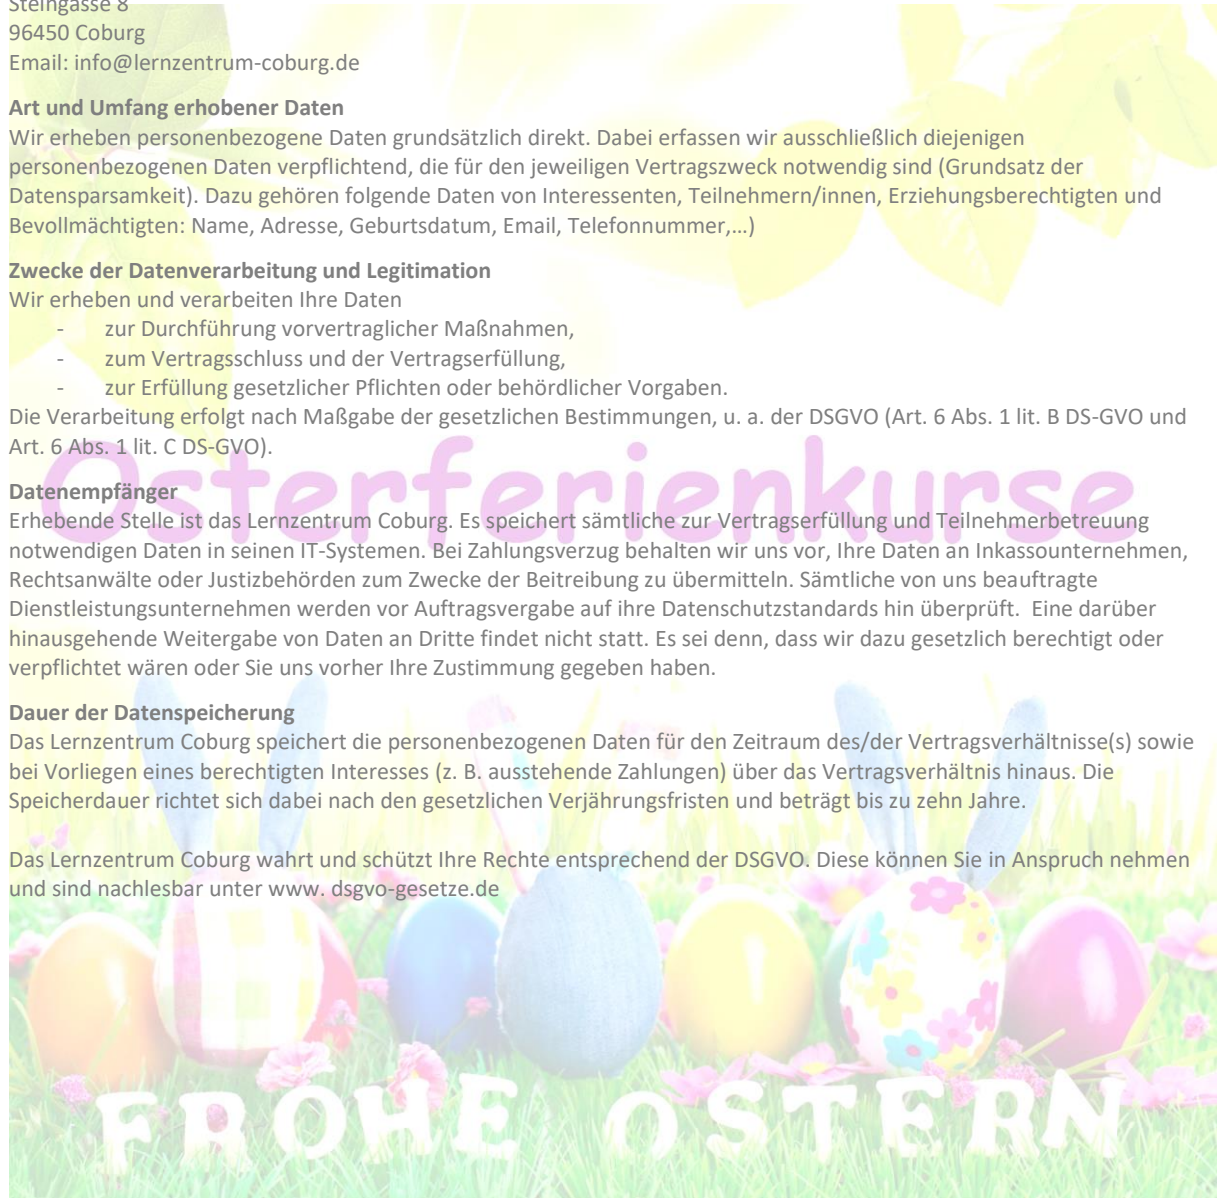 Steingasse 8
96450 Coburg
Email: info@lernzentrum-coburg.de
Art und Umfang erhobener Daten
Wir erheben personenbezogene Daten grundsätzlich direkt. Dabei erfassen wir ausschließlich diejenigen
personenbezogenen Daten verpflichtend, die für den jeweiligen Vertragszweck notwendig sind (Grundsatz der
Datensparsamkeit). Dazu gehören folgende Daten von Interessenten, Teilnehmern/innen, Erziehungsberechtigten und
Bevollmächtigten: Name, Adresse, Geburtsdatum, Email, Telefonnummer,…)
Zwecke der Datenverarbeitung und Legitimation
Wir erheben und verarbeiten Ihre Daten
- zur Durchführung vorvertraglicher Maßnahmen,
- zum Vertragsschluss und der Vertragserfüllung,
- zur Erfüllung gesetzlicher Pflichten oder behördlicher Vorgaben.
Die Verarbeitung erfolgt nach Maßgabe der gesetzlichen Bestimmungen, u. a. der DSGVO (Art. 6 Abs. 1 lit. B DS-GVO und
Art. 6 Abs. 1 lit. C DS-GVO).
Osterferienkurse
Datenempfänger
Erhebende Stelle ist das Lernzentrum Coburg. Es speichert sämtliche zur Vertragserfüllung und Teilnehmerbetreuung
notwendigen Daten in seinen IT-Systemen. Bei Zahlungsverzug behalten wir uns vor, Ihre Daten an Inkassounternehmen,
Rechtsanwälte oder Justizbehörden zum Zwecke der Beitreibung zu übermitteln. Sämtliche von uns beauftragte
Dienstleistungsunternehmen werden vor Auftragsvergabe auf ihre Datenschutzstandards hin überprüft. Eine darüber
hinausgehende Weitergabe von Daten an Dritte findet nicht statt. Es sei denn, dass wir dazu gesetzlich berechtigt oder
verpflichtet wären oder Sie uns vorher Ihre Zustimmung gegeben haben.
Dauer der Datenspeicherung
Das Lernzentrum Coburg speichert die personenbezogenen Daten für den Zeitraum des/der Vertragsverhältnisse(s) sowie
bei Vorliegen eines berechtigten Interesses (z. B. ausstehende Zahlungen) über das Vertragsverhältnis hinaus. Die
Speicherdauer richtet sich dabei nach den gesetzlichen Verjährungsfristen und beträgt bis zu zehn Jahre.
Das Lernzentrum Coburg wahrt und schützt Ihre Rechte entsprechend der DSGVO. Diese können Sie in Anspruch nehmen
und sind nachlesbar unter www. dsgvo-gesetze.de
FROHE OSTERN